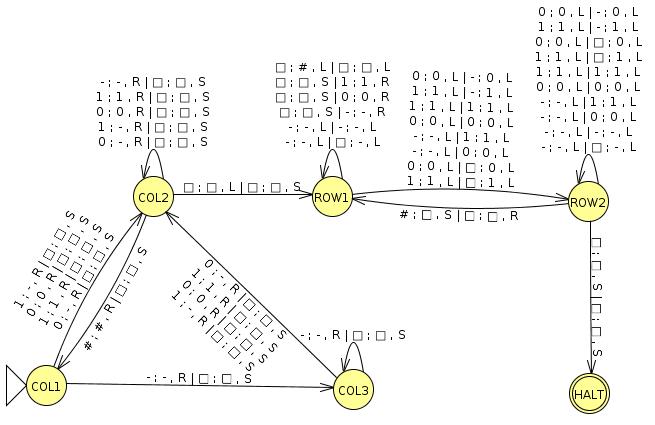 0 ; 0 , L | - ; 0 , L
1 ; 1 , L | - ; 1 , L
0 ; 0 , L | □ ; 0 , L
1 ; 1 , L | □ ; 1 , L
1 ; 1 , L | 1 ; 1 , L
0 ; 0 , L | 0 ; 0 , L
- ; - , L | 1 ; 1 , L
- ; - , L | 0 ; 0 , L
- ; - , L | - ; - , L
- ; - , L | □ ; - , L
□ ; # , L | □ ; □ , L
□ ; □ , S | 1 ; 1 , R
□ ; □ , S | 0 ; 0 , R
□ ; □ , S | - ; - , R
- ; - , L | - ; - , L
- ; - , L | □ ; - , L
0 ; 0 , L | - ; 0 , L
1 ; 1 , L | - ; 1 , L
1 ; 1 , L | 1 ; 1 , L
0 ; 0 , L | 0 ; 0 , L
- ; - , L | 1 ; 1 , L
- ; - , L | 0 ; 0 , L
0 ; 0 , L | □ ; 0 , L
1 ; 1 , L | □ ; 1 , L
- ; - , R | □ ; □ , S
1 ; 1 , R | □ ; □ , S
0 ; 0 , R | □ ; □ , S
1 ; - , R | □ ; □ , S
0 ; - , R | □ ; □ , S
COL2
□ ; □ , L | □ ; □ , S
ROW1
# ; □ , S | □ ; □ , R
ROW2
1 ; - , R | □ ; □ , S
0 ; 0 , R | □ ; □ , S
1 ; 1 , R | □ ; □ , S
0 ; - , R | □ ; □ , S
# ; # , R | □ ; □ , S
0 ; - , R | □ ; □ , S
1 ; 1 , R | □ ; □ , S
0 ; 0 , R | □ ; □ , S
1 ; - , R | □ ; □ , S
□ ; □ , S | □ ; □ , S
- ; - , R | □ ; □ , S
COL1
- ; - , R | □ ; □ , S
COL3
HALT